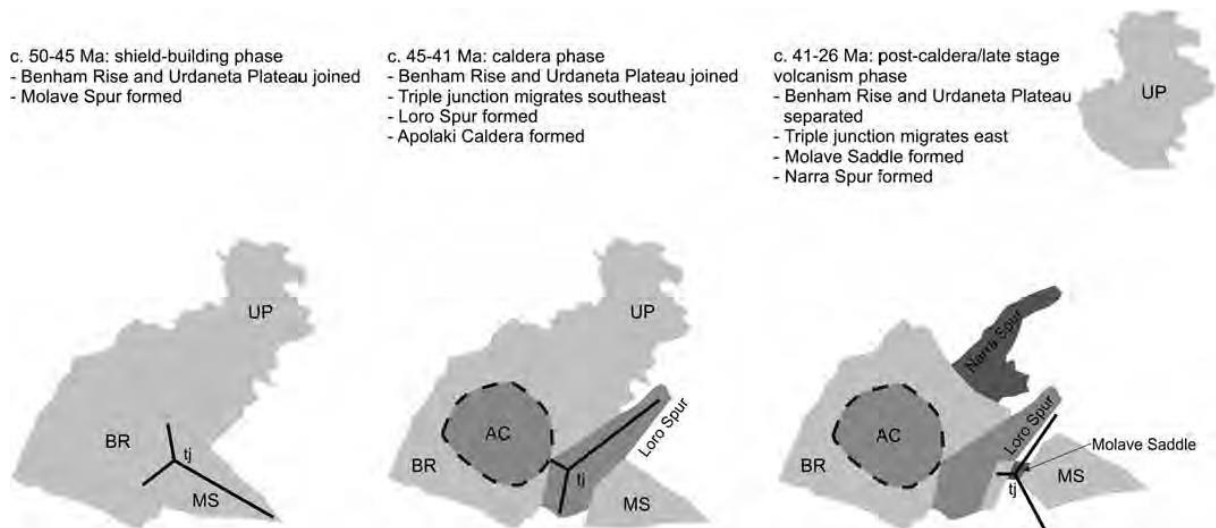 c. 50-45 Ma: shield-building phase
- Benham Rise and Urdaneta Plateau joined
- Molave Spur formed
UP
BR
tj
MS
c. 45-41 Ma: caldera phase
- Benham Rise and Urdaneta Plateau joined
- Triple junction migrates southeast
- Loro Spur formed
- Apolaki Caldera formed
UP
AC
BR
Loro Spur
tj
MS
c. 41-26 Ma: post-caldera/late stage
volcanism phase
- Benham Rise and Urdaneta Plateau
separated
- Triple junction migrates east
- Molave Saddle formed
- Narra Spur formed
UP
Narra Spur
AC
BR
Loro Spur
Molave Saddle
tj
MS